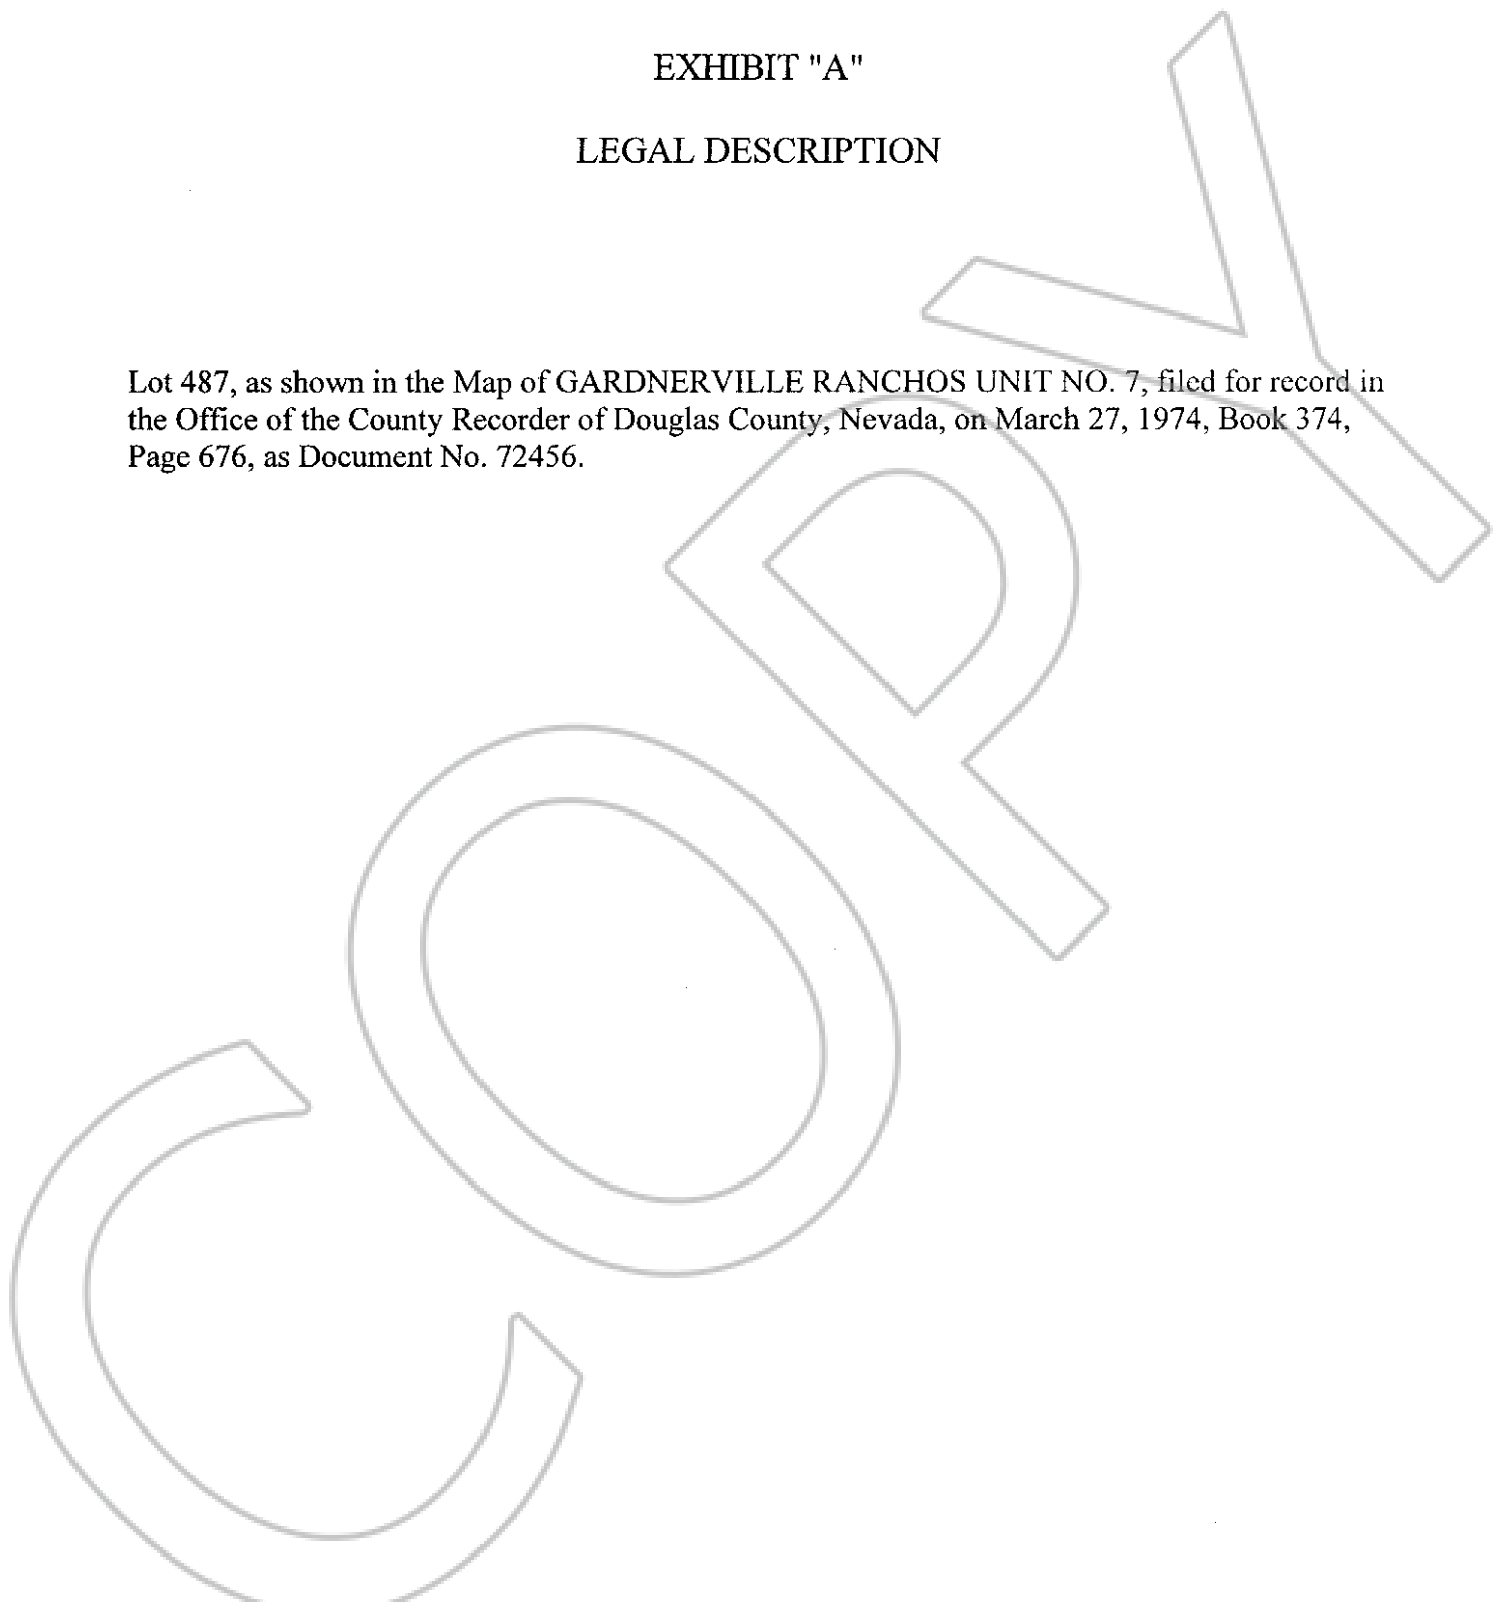 EXHIBIT "A"
LEGAL DESCRIPTION
Lot 487, as shown in the Map of GARDNERVILLE RANCHOS UNIT NO. 7, filed for record in
the Office of the County Recorder of Douglas County, Nevada, on March 27, 1974, Book 374,
Page 676, as Document No. 72456.
COPY